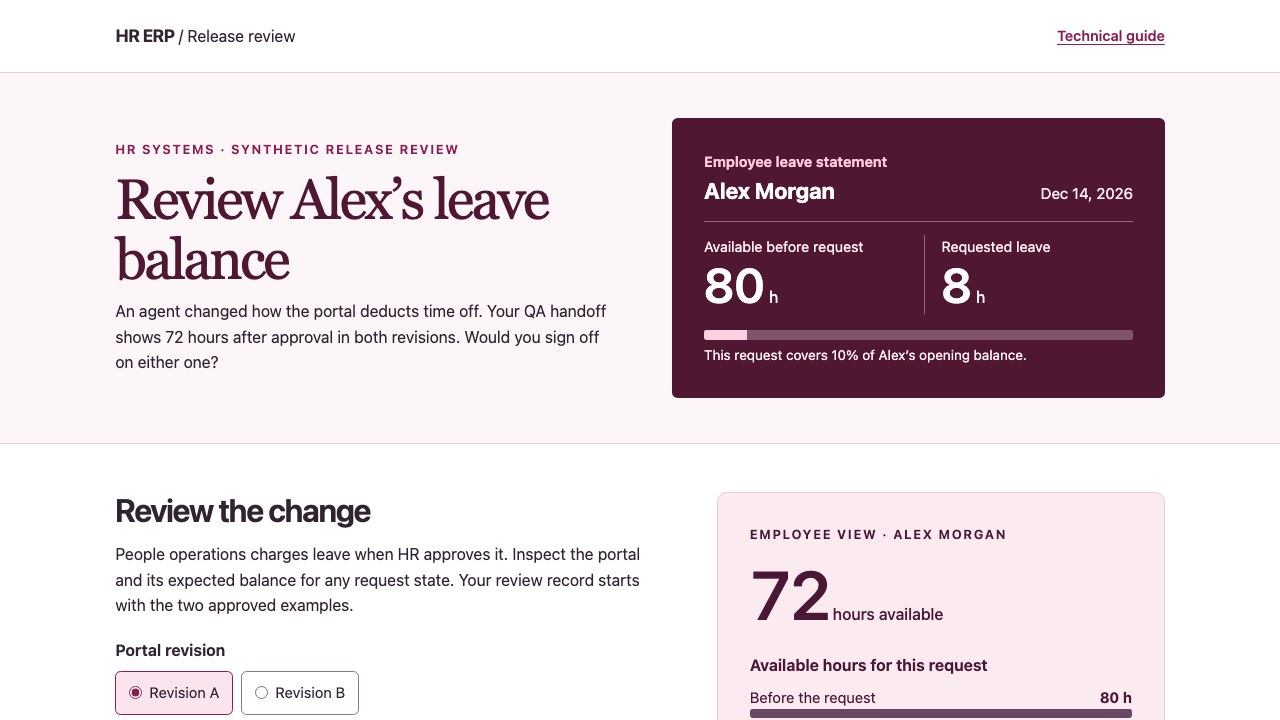 HR ERP / Release review
Technical guide
HR SYSTEMS · SYNTHETIC RELEASE REVIEW
Review Alex’s leave
balance
An agent changed how the portal deducts time off. Your QA handoff
shows 72 hours after approval in both revisions. Would you sign off
on either one?
Employee leave statement
Alex Morgan
Dec 14, 2026
Available before request
80 h
Requested leave
8 h
This request covers 10% of Alex’s opening balance.
Review the change
People operations charges leave when HR approves it. Inspect the portal
and its expected balance for any request state. Your review record starts
with the two approved examples.
Portal revision
Revision A
Revision B
EMPLOYEE VIEW · ALEX MORGAN
72 hours available
Available hours for this request
Before the request
80 h